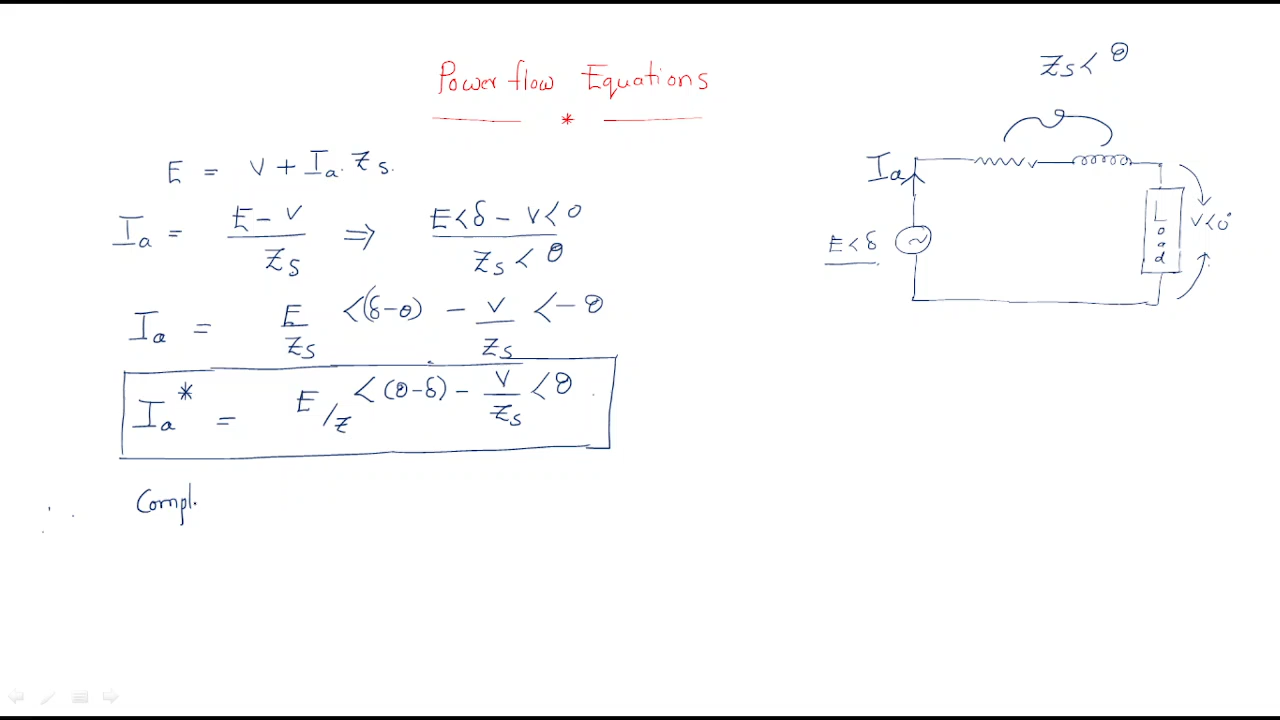 Power flow Equations
*
E = V + Ia. Zs.
Ia = E - V / Zs ⇒ E<δ - V<0 / Zs < θ
Ia = E/Zs <(δ-θ) - V/Zs <-θ
Ia* = E/Z <(θ-δ) - V/Zs <θ
Compl
Zs < θ
Ia
E < δ
Load
V<0°